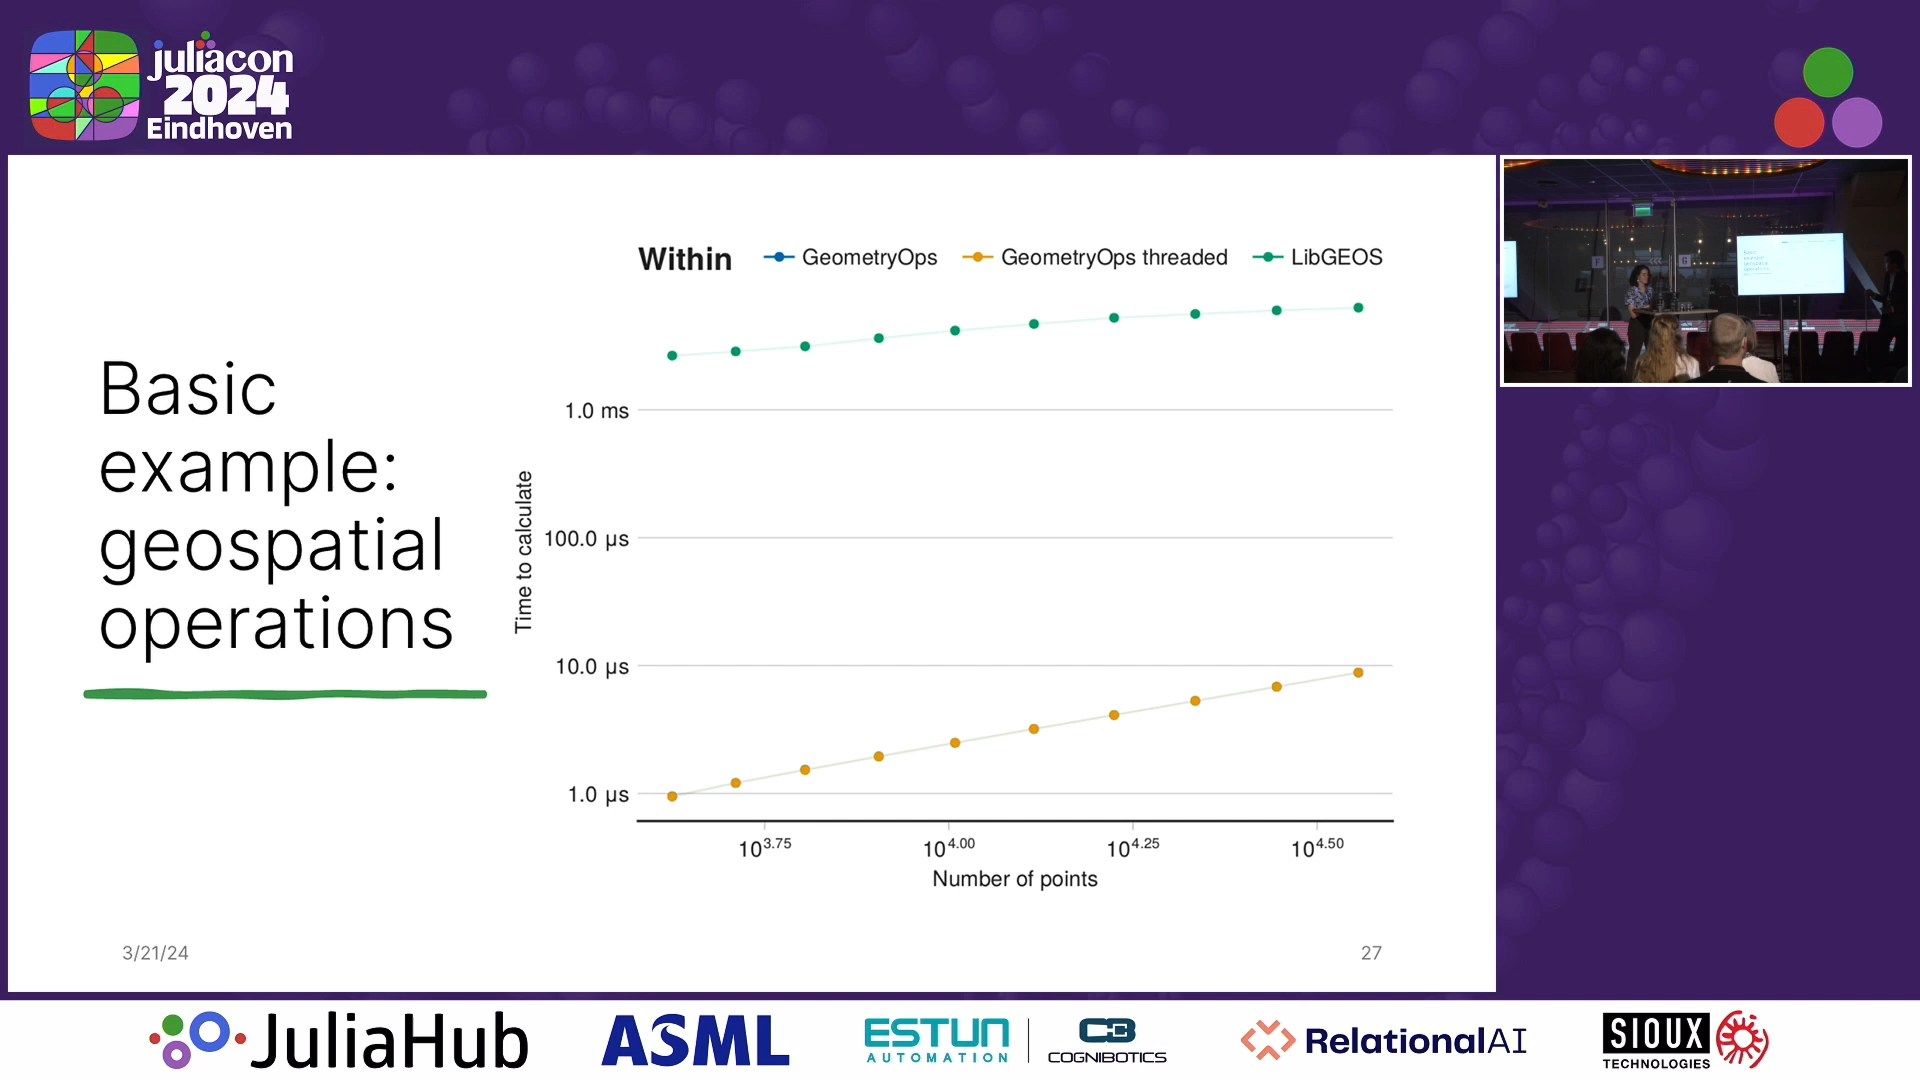 juliacon
2024
Eindhoven
Basic
example:
geospatial
operations
Within
GeometryOps
GeometryOps threaded
LibGEOS
Time to calculate
1.0 ms
100.0 µs
10.0 µs
1.0 µs
10^3.75
10^4.00
10^4.25
10^4.50
Number of points
3/21/24
27
JuliaHub
ASML
ESTUN
AUTOMATION
COGNIBOTICS
RelationalAI
SIOUX
TECHNOLOGIES